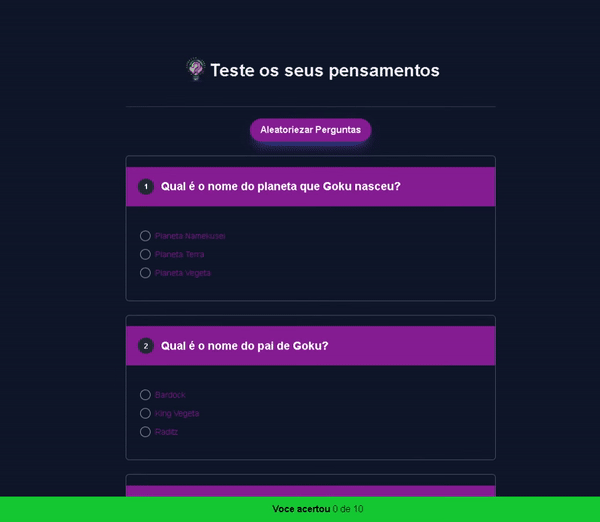 Teste os seus pensamentos
Aleatoriezar Perguntas
1 Qual é o nome do planeta que Goku nasceu?
Planeta Namekusei
Planeta Terra
Planeta Vegeta
2 Qual é o nome do pai de Goku?
Bardock
King Vegeta
Raditz
Voce acertou 0 de 10